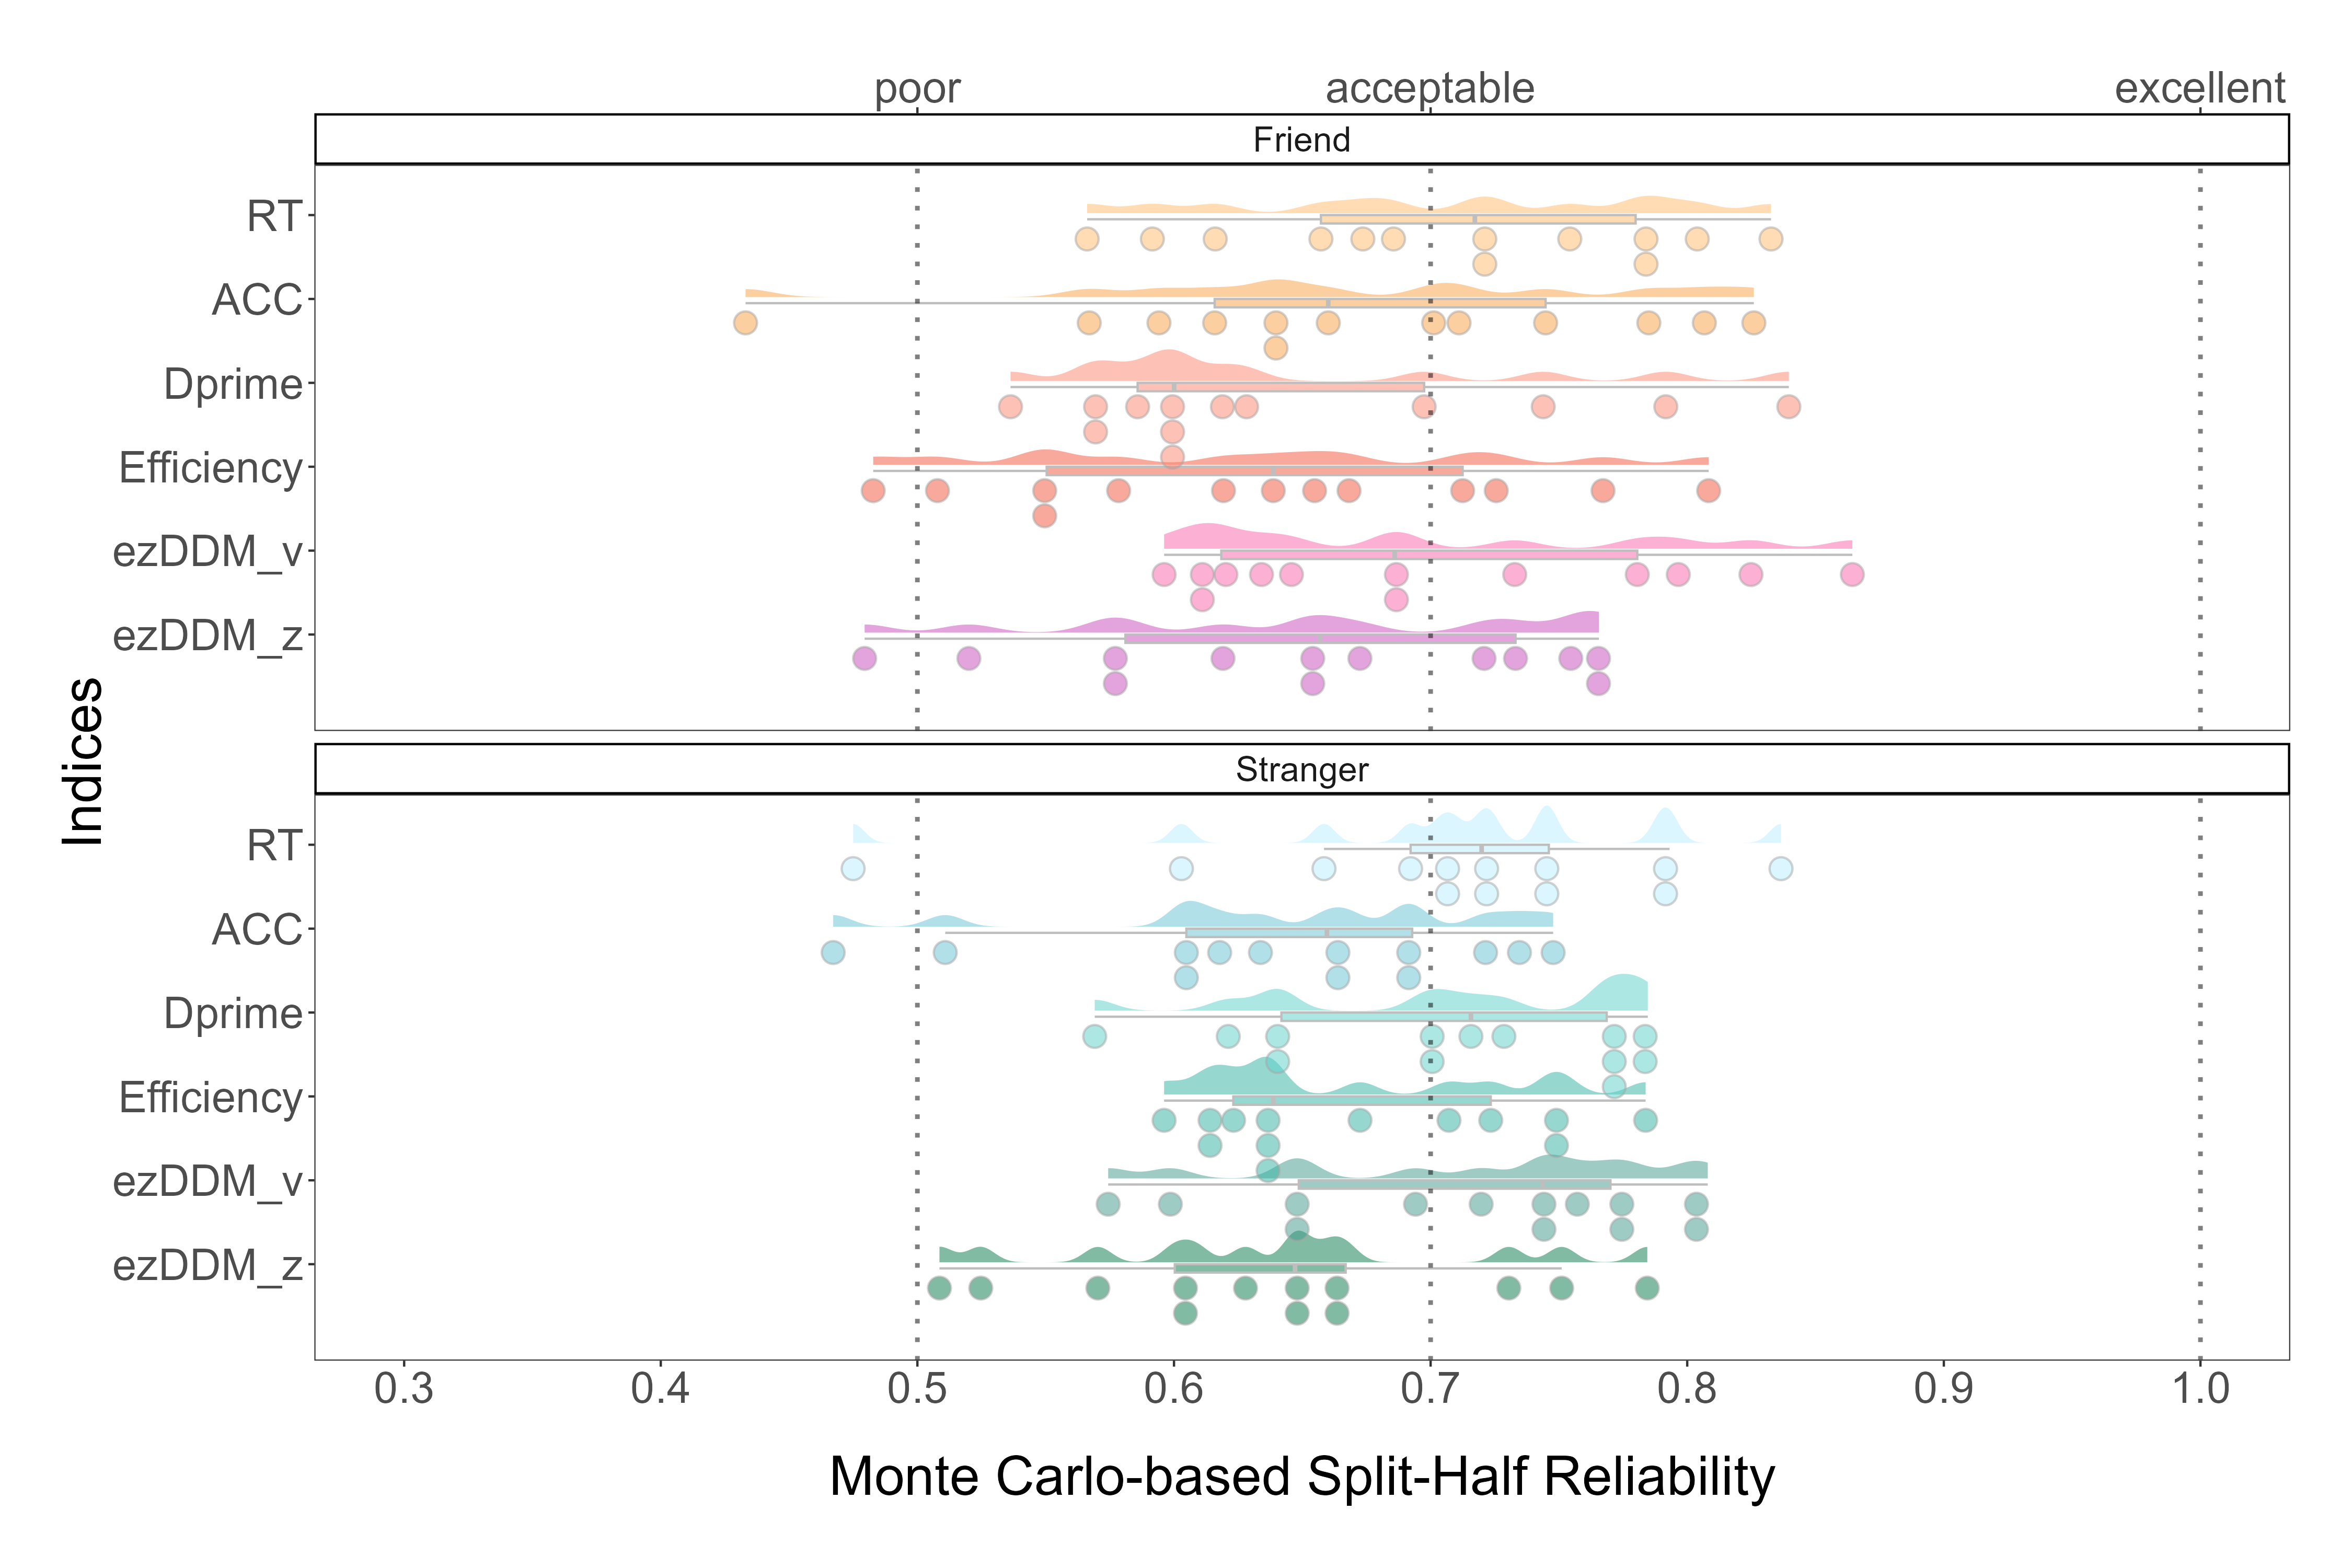 poor acceptable excellent
Friend
RT
ACC
Dprime
Efficiency
ezDDM_v
ezDDM_z
Indices
Stranger
RT
ACC
Dprime
Efficiency
ezDDM_v
ezDDM_z
0.3 0.4 0.5 0.6 0.7 0.8 0.9 1.0
Monte Carlo-based Split-Half Reliability